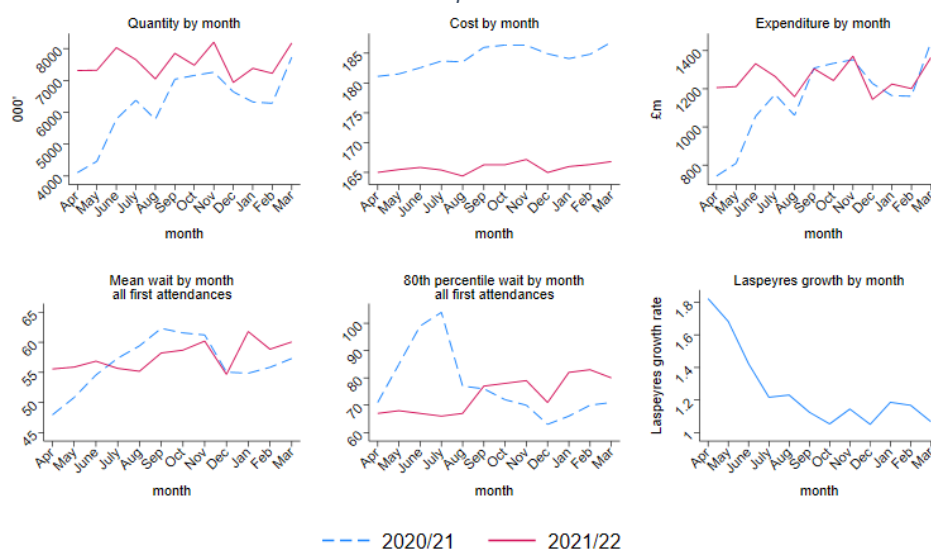 Quantity by month
000'
8000
7000
6000
5000
4000
Apr
May
June
July
Aug
Sep
Oct
Nov
Dec
Jan
Feb
Mar
month
Cost by month
185
180
175
170
165
Apr
May
June
July
Aug
Sep
Oct
Nov
Dec
Jan
Feb
Mar
month
Expenditure by month
£m
1400
1200
1000
800
Apr
May
June
July
Aug
Sep
Oct
Nov
Dec
Jan
Feb
Mar
month
Mean wait by month
all first attendances
65
60
55
50
45
Apr
May
June
July
Aug
Sep
Oct
Nov
Dec
Jan
Feb
Mar
month
80th percentile wait by month
all first attendances
100
90
80
70
60
Apr
May
June
July
Aug
Sep
Oct
Nov
Dec
Jan
Feb
Mar
month
Laspeyres growth by month
Laspeyres growth rate
1.8
1.6
1.4
1.2
1
Apr
May
June
July
Aug
Sep
Oct
Nov
Dec
Jan
Feb
Mar
month
2020/21
2021/22